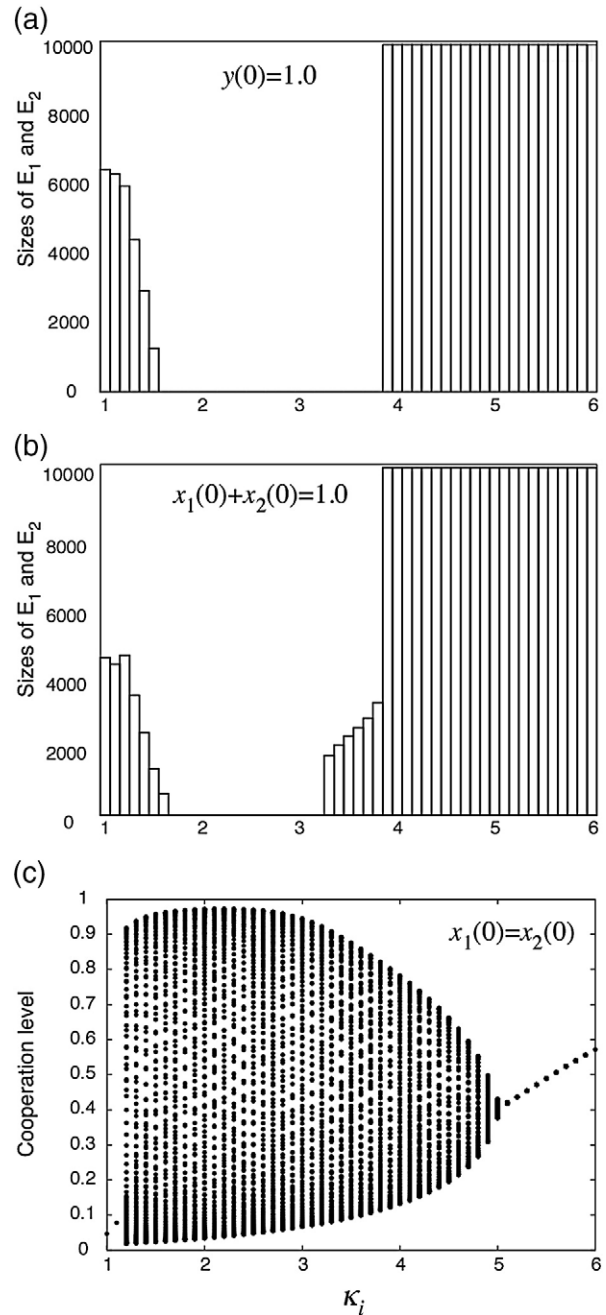 (a)
10000
8000
6000
4000
2000
0
Sizes of E1 and E2
y(0)=1.0
1 2 3 4 5 6
(b)
10000
8000
6000
4000
2000
0
Sizes of E1 and E2
x1(0)+x2(0)=1.0
1 2 3 4 5 6
(c)
1
0.9
0.8
0.7
0.6
0.5
0.4
0.3
0.2
0.1
0
Cooperation level
x1(0)=x2(0)
1 2 3 4 5 6
κi